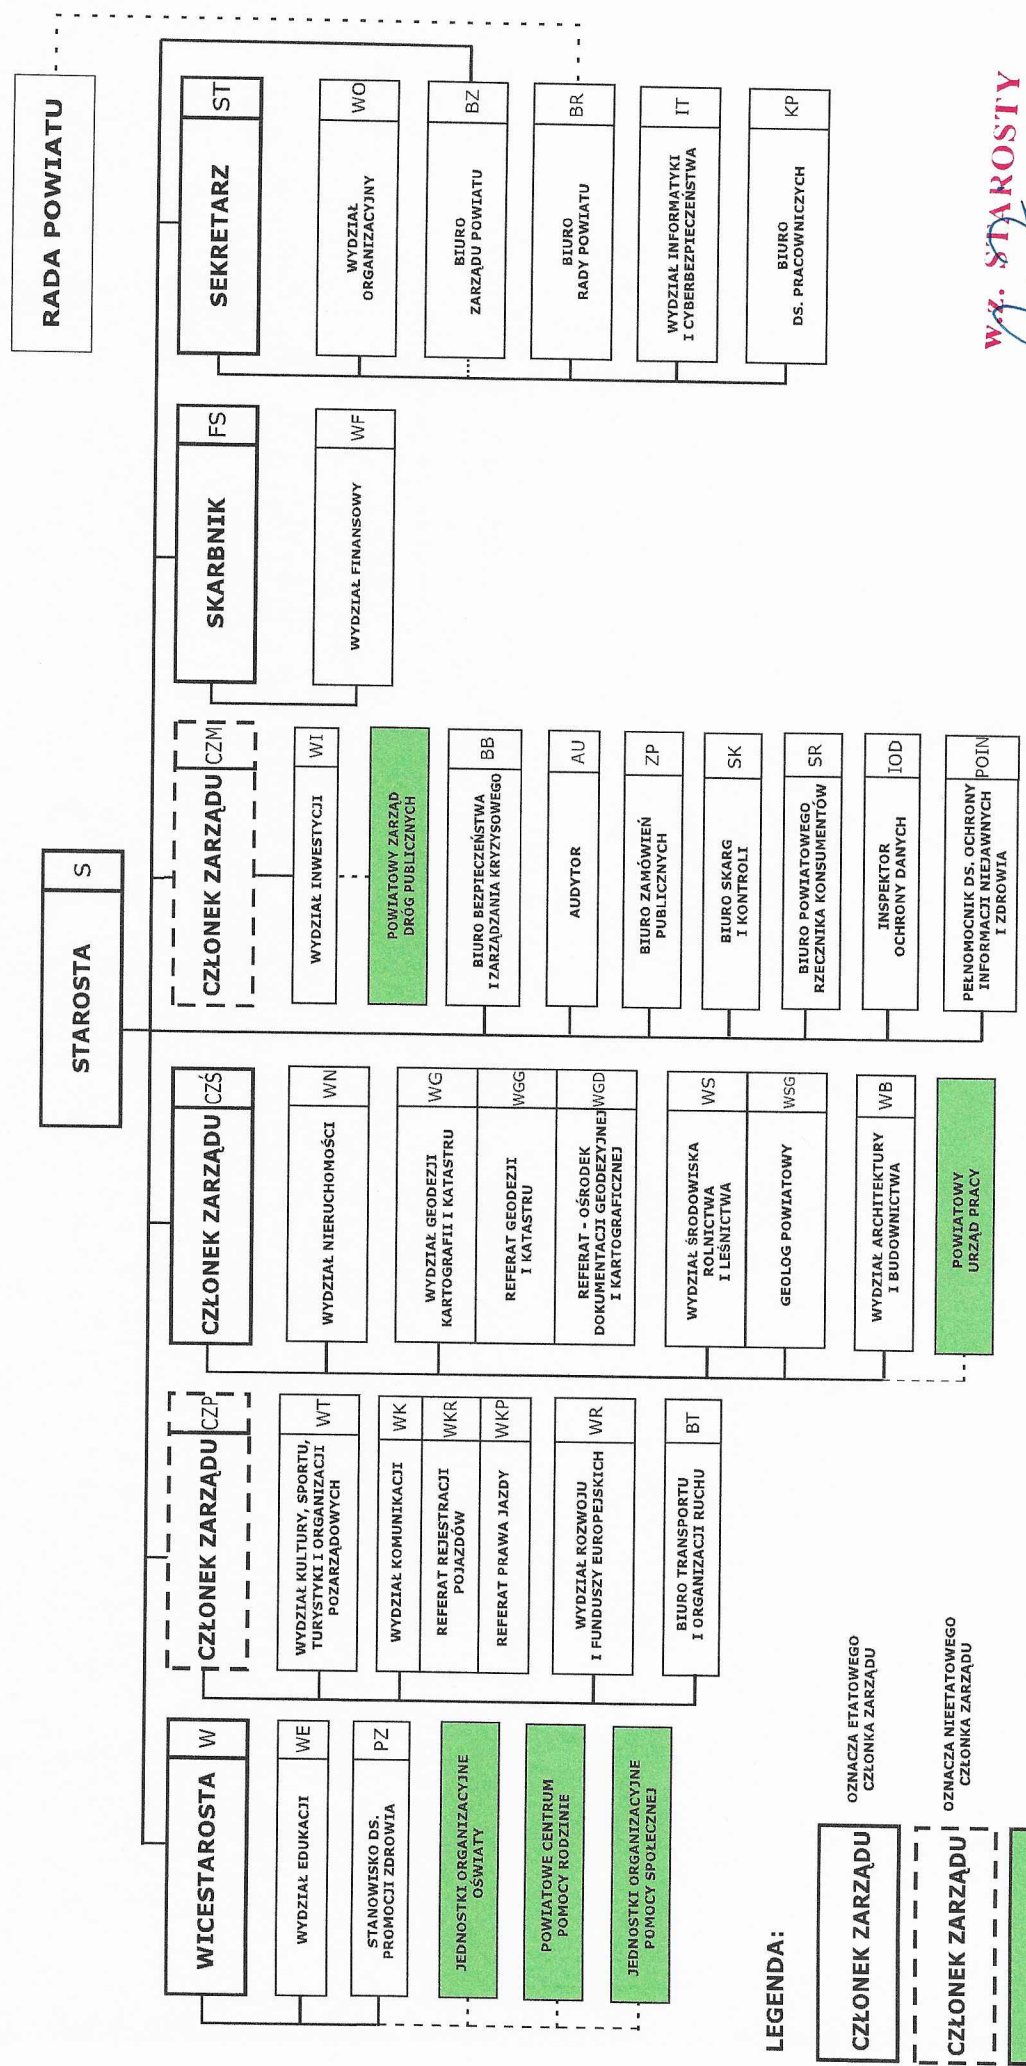 RADA POWIATU
STAROSTA
S
WICESTAROSTA
W
WYDZIAŁ EDUKACJI
WE
STANOWISKO DS.
PROMOCJI ZDROWIA
PZ
JEDNOSTKI ORGANIZACYJNE
OŚWIATY
POWIATOWE CENTRUM
POMOCY RODZINIE
JEDNOSTKI ORGANIZACYJNE
POMOCY SPOŁECZNEJ
CZŁONEK ZARZĄDU
CZP
WYDZIAŁ KULTURY, SPORTU,
TURYSTYKI I ORGANIZACJI
POZARZĄDOWYCH
WT
WYDZIAŁ KOMUNIKACJI
WK
REFERAT REJESTRACJI
POJAZDÓW
WKR
REFERAT PRAWA JAZDY
WKP
WYDZIAŁ ROZWOJU
I FUNDUSZY EUROPEJSKICH
WR
BIURO TRANSPORTU
I ORGANIZACJI RUCHU
BT
CZŁONEK ZARZĄDU
CZŚ
WYDZIAŁ NIERUCHOMOŚCI
WN
WYDZIAŁ GEODEZJI
KARTOGRAFII I KATASTRU
WG
REFERAT GEODEZJI
I KATASTRU
WGG
REFERAT - OŚRODEK
DOKUMENTACJI GEODEZYJNEJ
I KARTOGRAFICZNEJ
WGD
WYDZIAŁ ŚRODOWISKA
ROLNICTWA
I LEŚNICTWA
WS
GEOLOG POWIATOWY
WSG
WYDZIAŁ ARCHITEKTURY
I BUDOWNICTWA
WB
POWIATOWY
URZĄD PRACY
CZŁONEK ZARZĄDU
CZM
WYDZIAŁ INWESTYCJI
WI
POWIATOWY ZARZĄD
DRÓG PUBLICZNYCH
BIURO BEZPIECZEŃSTWA
I ZARZĄDZANIA KRYZYSOWEGO
BB
AUDYTOR
AU
BIURO ZAMÓWIEŃ
PUBLICZNYCH
ZP
BIURO SKARG
I KONTROLI
SK
BIURO POWIATOWEGO
RZECZNIKA KONSUMENTÓW
SR
INSPEKTOR
OCHRONY DANYCH
IOD
PEŁNOMOCNIK DS. OCHRONY
INFORMACJI NIEJAWNYCH
I ZDROWIA
POIN
SKARBNIK
FS
WYDZIAŁ FINANSOWY
WF
SEKRETARZ
ST
WYDZIAŁ
ORGANIZACYJNY
WO
BIURO
ZARZĄDU POWIATU
BZ
BIURO
RADY POWIATU
BR
WYDZIAŁ INFORMATYKI
I CYBERBEZPIECZEŃSTWA
IT
BIURO
DS. PRACOWNICZYCH
KP
LEGENDA:
CZŁONEK ZARZĄDU
OZNACZA ETATOWEGO
CZŁONKA ZARZĄDU
CZŁONEK ZARZĄDU
OZNACZA NIEETATOWEGO
CZŁONKA ZARZĄDU
w.z. STAROSTY